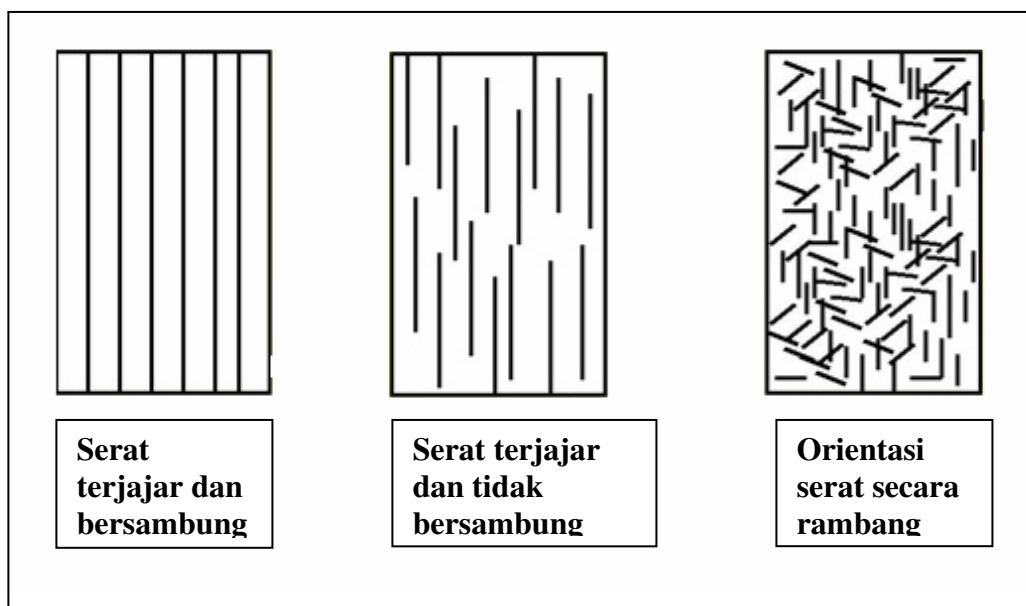 Serat
terjajar dan
bersambung
Serat terjajar
dan tidak
bersambung
Orientasi
serat secara
rambang